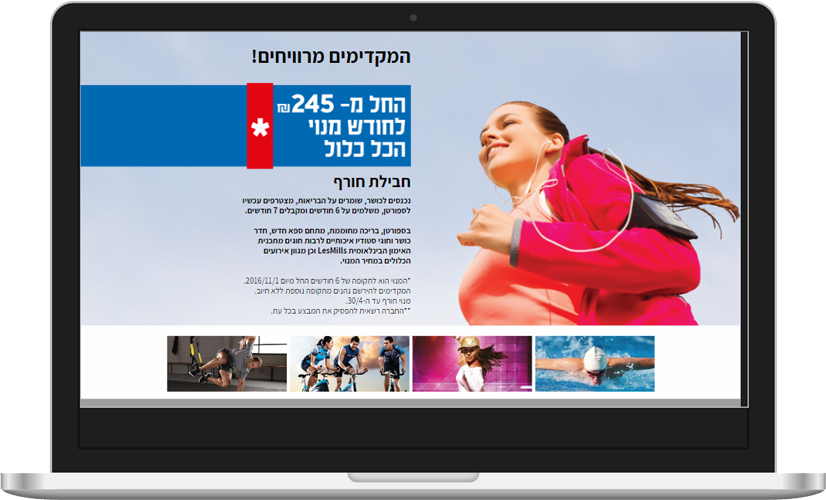 המקדימים מרוויחים!
החל מ- 245 ₪
לחודש מנוי
הכל כלול
*
חבילת חורף
נכנסים לכושר, שומרים על הבריאות, מצטרפים עכשיו
לספורטן, משלמים על 6 חודשים ומקבלים 7 חודשים.
בספורטן, בריכה מחוממת, מתחם ספא חדש, חדר
כושר וחוגי סטודיו איכותיים לרבות חוגים מתכנית
האימון הבינלאומית LesMills וכן מגוון אירועים
הכלולים במחיר המנוי.
*המנוי הוא לתקופה של 6 חודשים החל מיום 2016/11/1.
המקדימים להירשם נהנים מתקופה נוספת ללא חיוב.
מנוי חורף עד ה-30/4.
**החברה רשאית להפסיק את המבצע בכל עת.